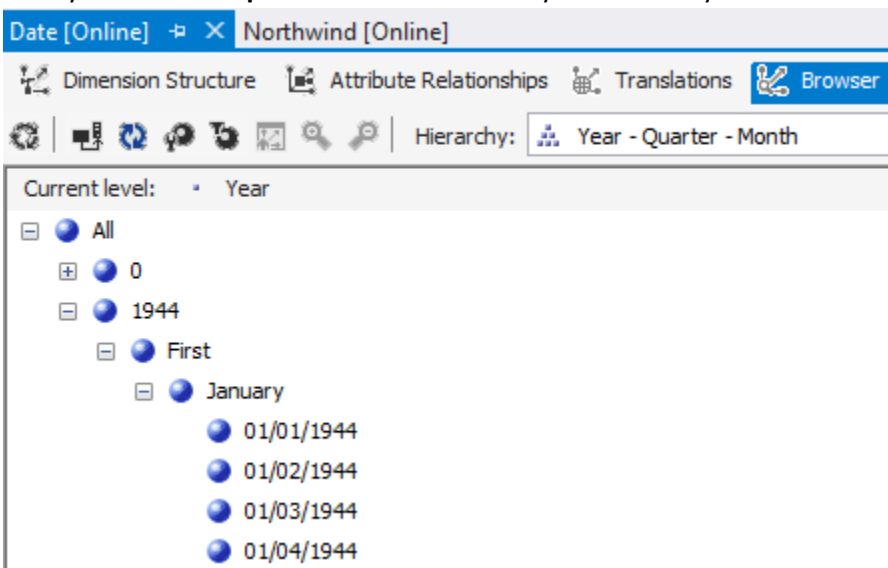 Date [Online] Northwind [Online]
Dimension Structure Attribute Relationships Translations Browser
Hierarchy: Year - Quarter - Month
Current level: Year
All
0
1944
First
January
01/01/1944
01/02/1944
01/03/1944
01/04/1944